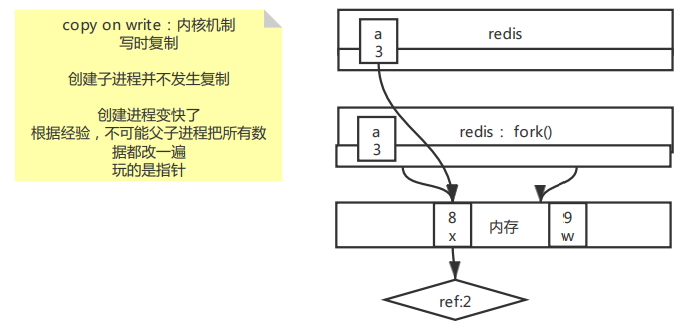 copy on write：内核机制
写时复制
创建子进程并不发生复制
创建进程变快了
根据经验，不可能父子进程把所有数
据都改一遍
玩的是指针
a
3
redis
a
3
redis： fork()
8
x
内存
9
w
ref:2